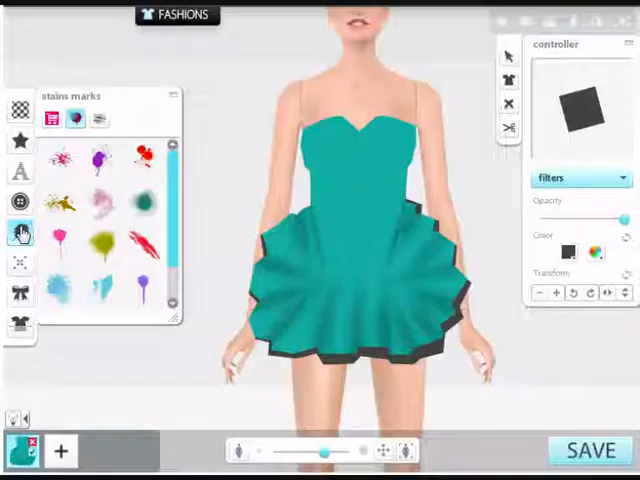 FASHIONS
controller
stains marks
A
filters
Opacity
Color
Transform
SAVE